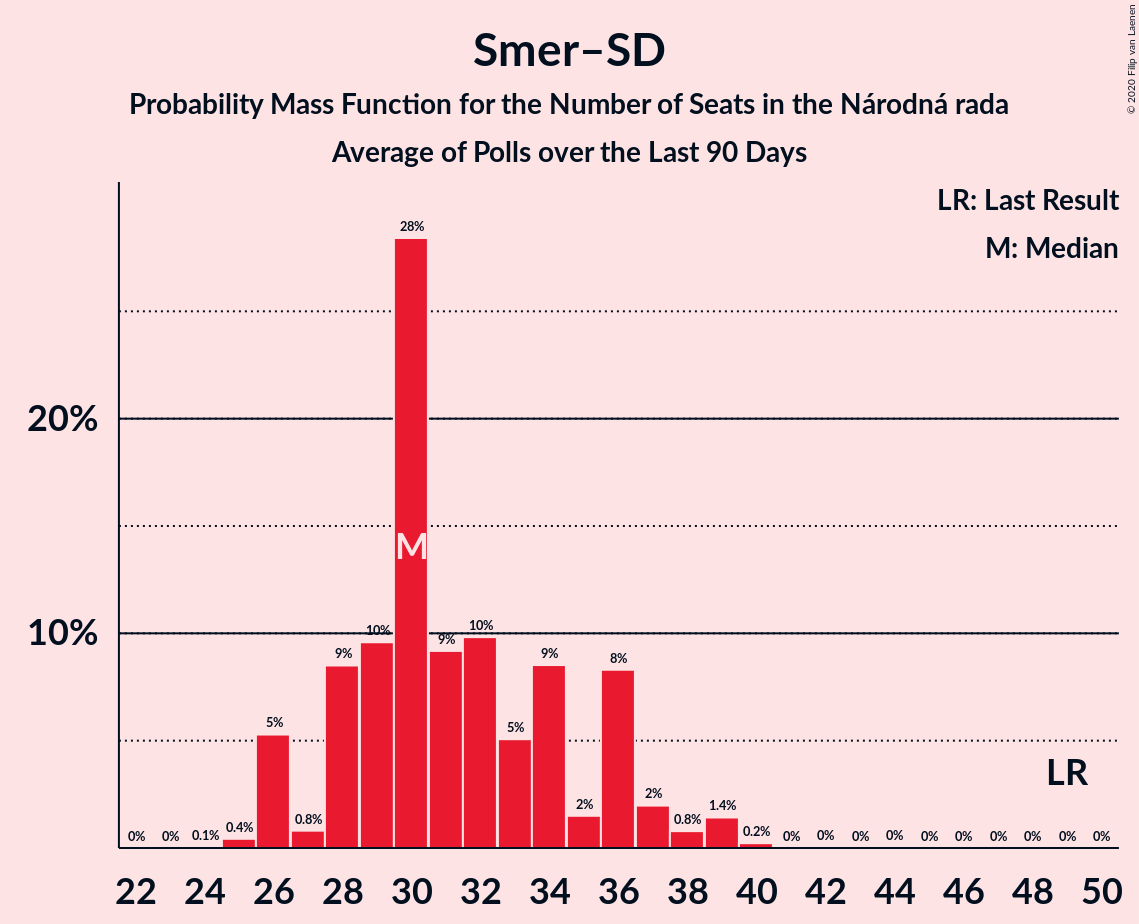 Smer–SD
Probability Mass Function for the Number of Seats in the Národná rada
Average of Polls over the Last 90 Days
© 2020 Filip van Laenen
LR: Last Result
M: Median
20%
10%
0% 0% 0.1% 0.4% 5% 0.8% 9% 10% 28% 9% 10% 5% 9% 2% 8% 2% 0.8% 1.4% 0.2% 0% 0% 0% 0% 0% 0% 0% 0% 0% 0%
M
LR
22 24 26 28 30 32 34 36 38 40 42 44 46 48 50